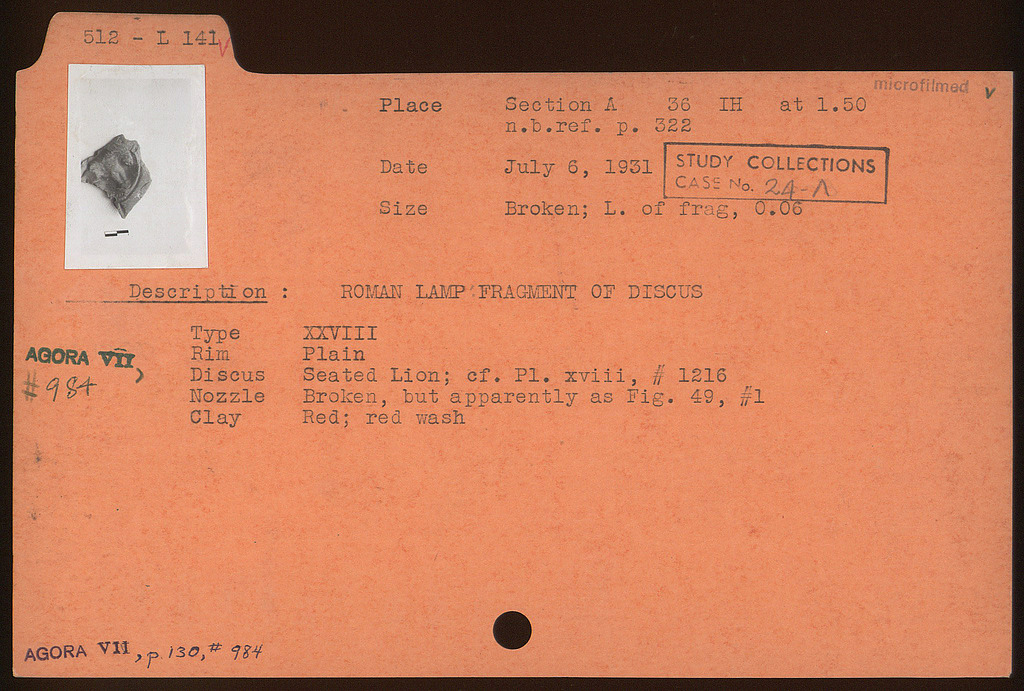 512 - L 141 v
microfilmed v
Place Section A 36 IH at 1.50
n.b.ref. p. 322
Date July 6, 1931
STUDY COLLECTIONS
CASE No. 24-Λ
Size Broken; L. of frag, 0.06
Description : ROMAN LAMP FRAGMENT OF DISCUS
Type XXVIII
Rim Plain
Discus Seated Lion; cf. Pl. xviii, # 1216
Nozzle Broken, but apparently as Fig. 49, #1
Clay Red; red wash
AGORA VII,
# 984
AGORA VII, p. 130, # 984